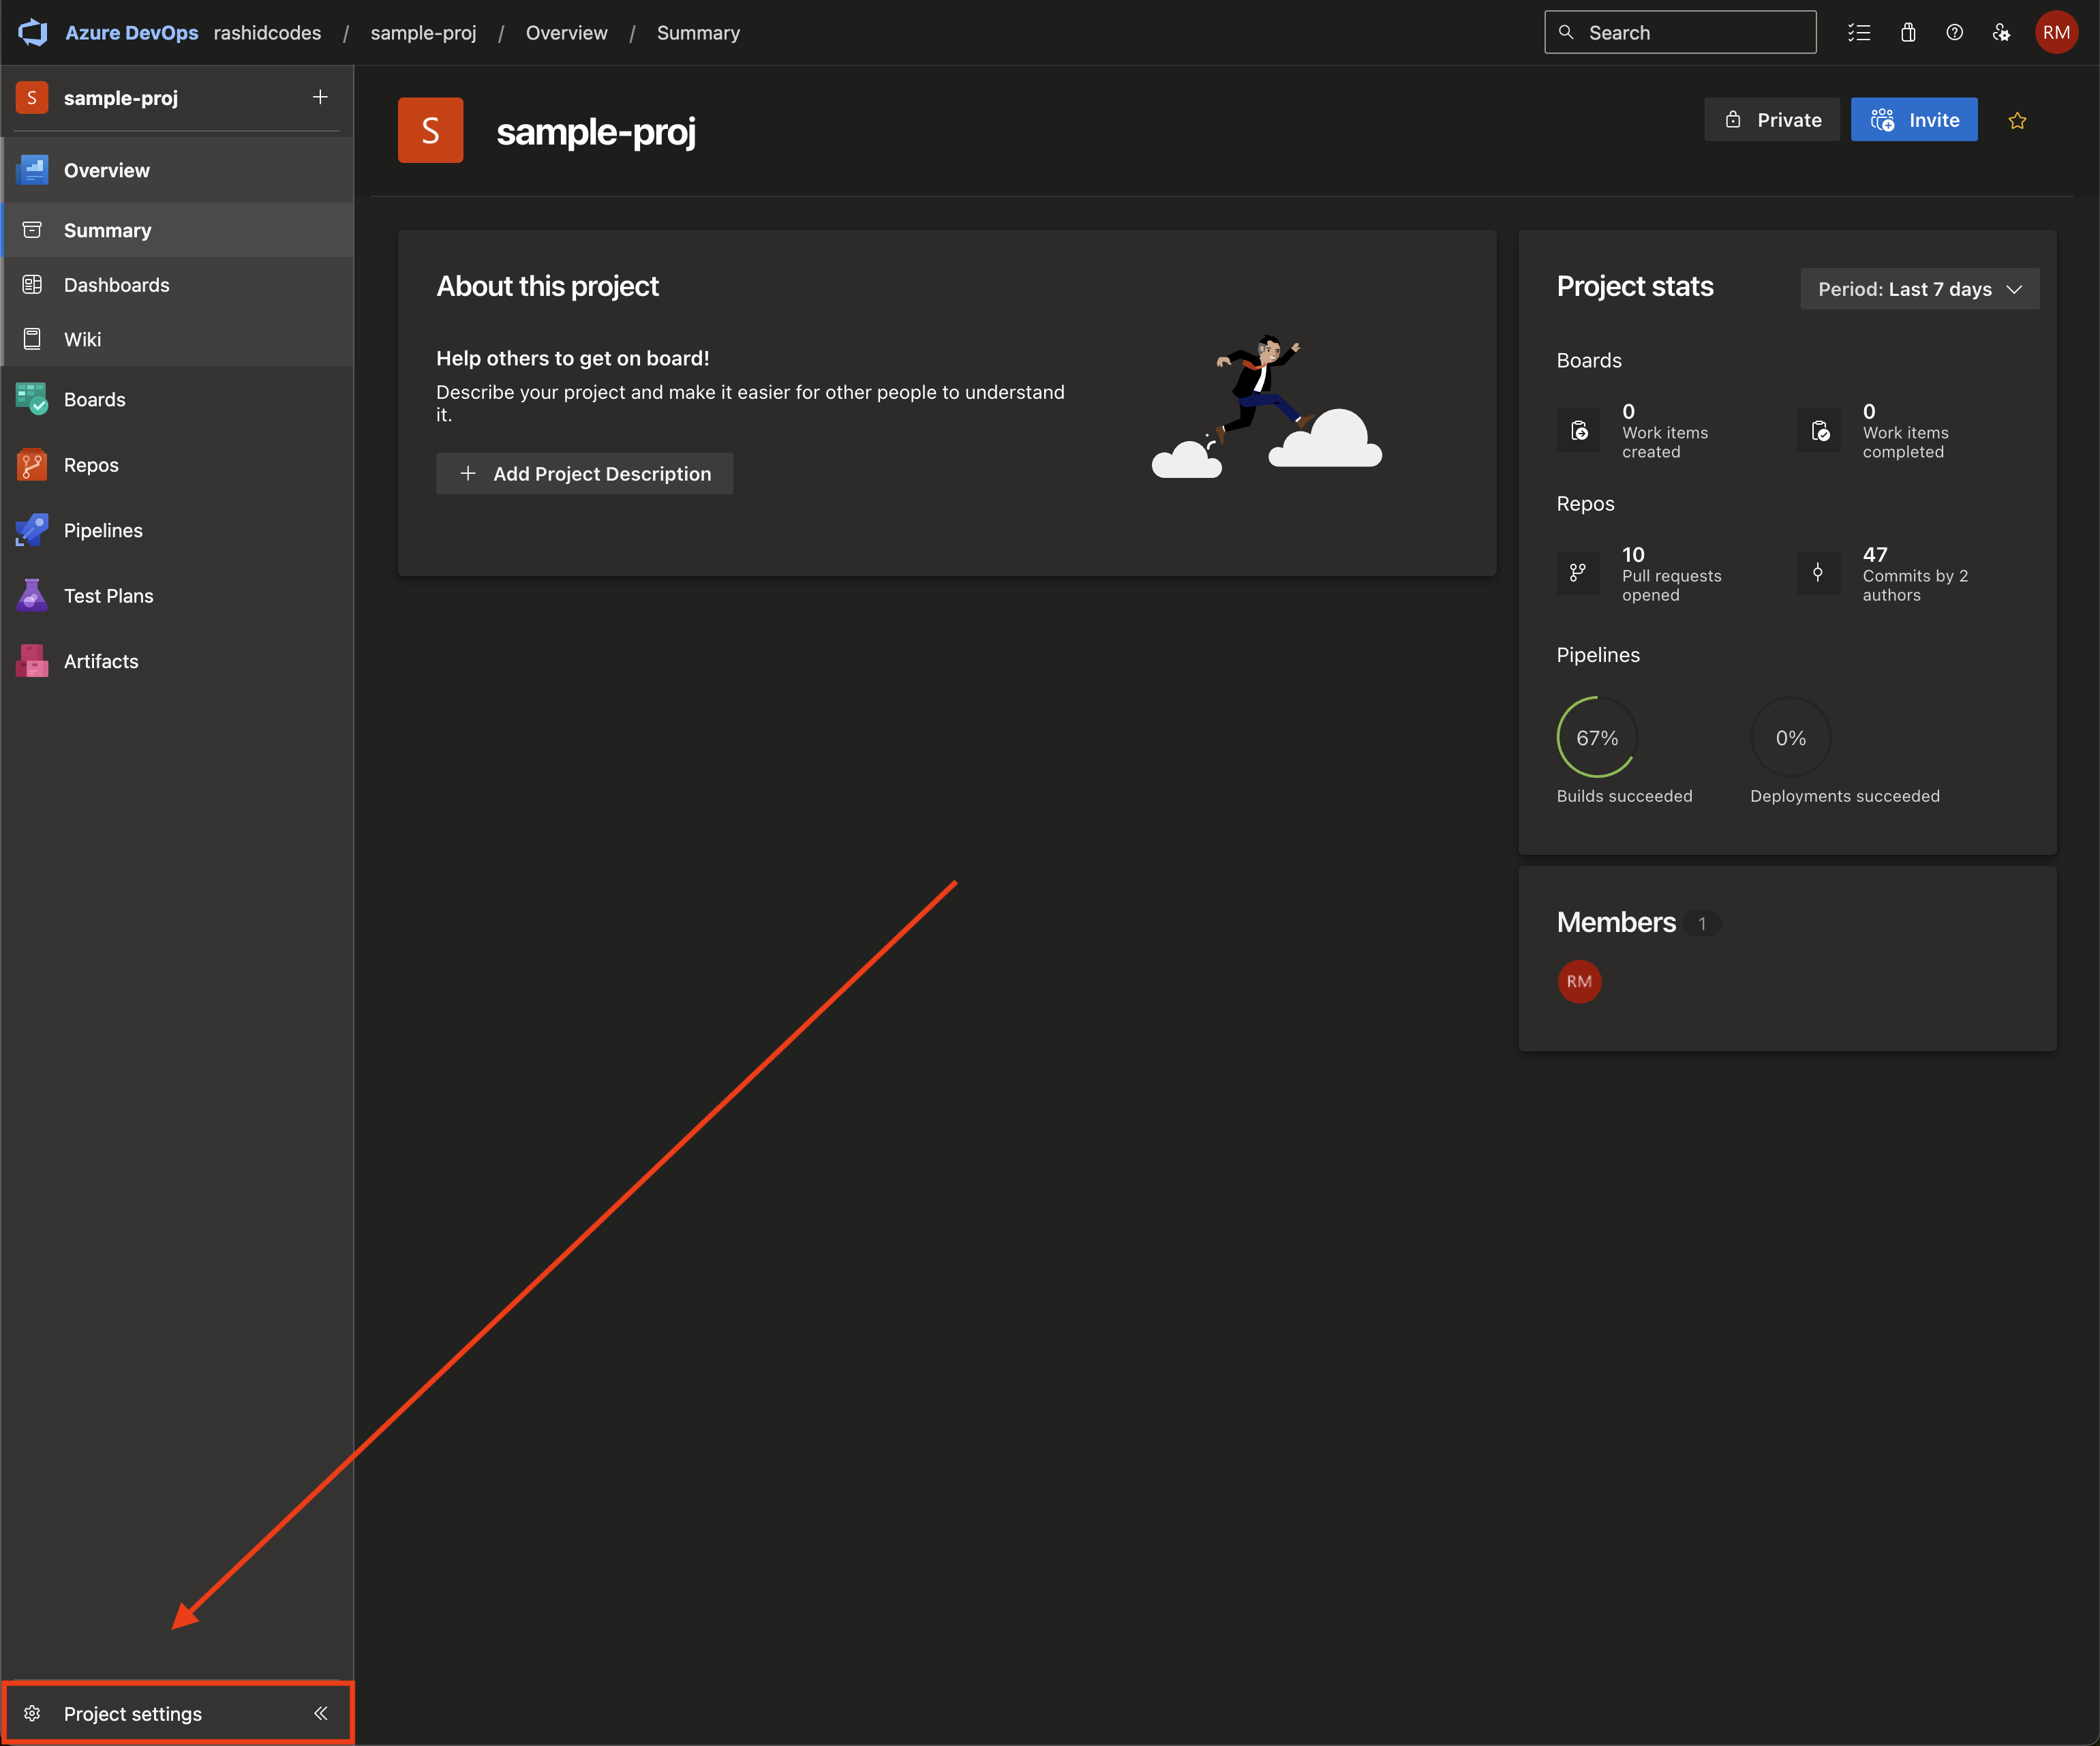 Azure DevOps rashidcodes / sample-proj / Overview / Summary
Search
RM
S sample-proj
Overview
Summary
Dashboards
Wiki
Boards
Repos
Pipelines
Test Plans
Artifacts
Project settings
S sample-proj
Private
Invite
About this project
Help others to get on board!
Describe your project and make it easier for other people to understand
it.
Add Project Description
Project stats
Period: Last 7 days
Boards
0
Work items
created
0
Work items
completed
Repos
10
Pull requests
opened
47
Commits by 2
authors
Pipelines
67%
Builds succeeded
0%
Deployments succeeded
Members 1
RM